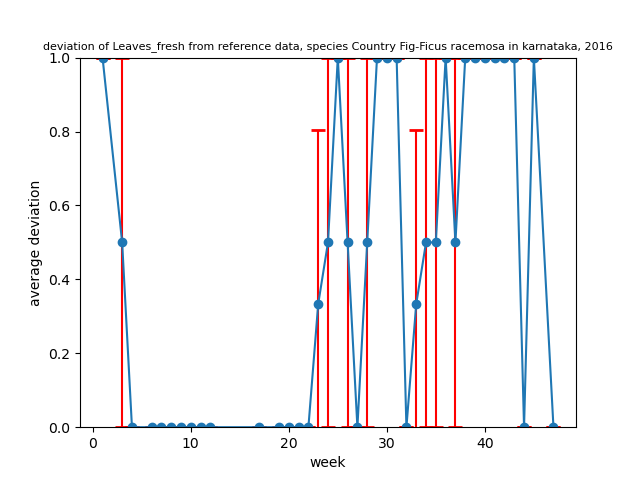 deviation of Leaves_fresh from reference data, species Country Fig-Ficus racemosa in karnataka, 2016
1.0
0.8
0.6
0.4
0.2
0.0
average deviation
0 10 20 30 40
week